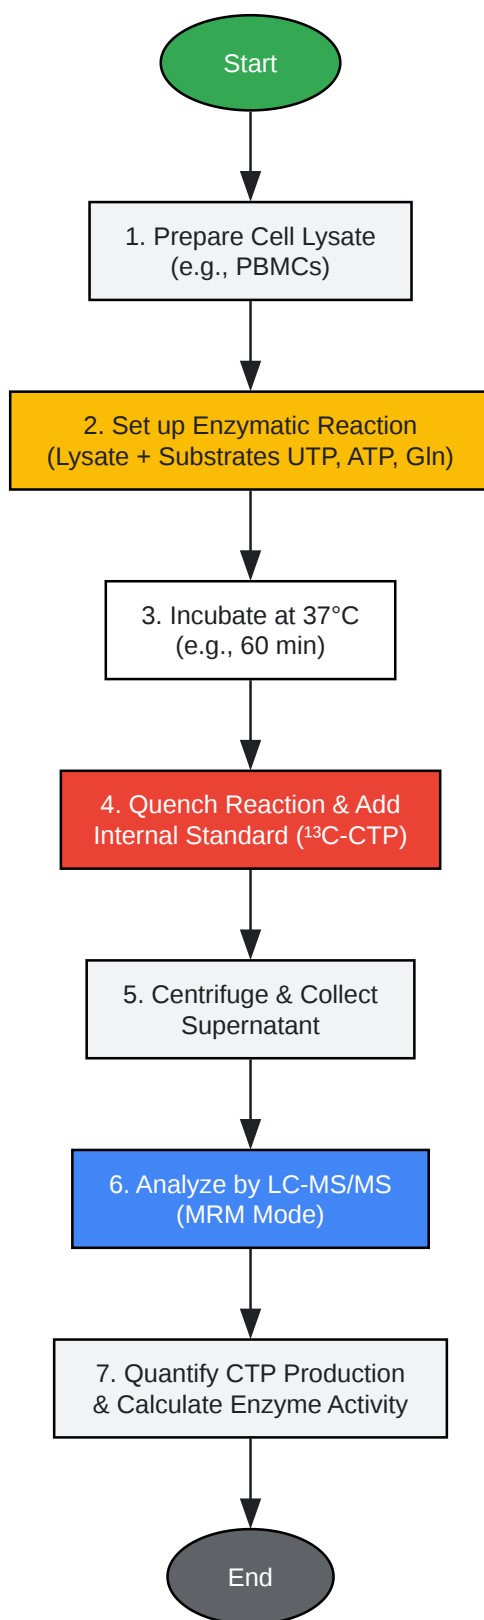 Start
1. Prepare Cell Lysate
(e.g., PBMCs)
2. Set up Enzymatic Reaction
(Lysate + Substrates UTP, ATP, Gln)
3. Incubate at 37°C
(e.g., 60 min)
4. Quench Reaction & Add
Internal Standard (¹³C-CTP)
5. Centrifuge & Collect
Supernatant
6. Analyze by LC-MS/MS
(MRM Mode)
7. Quantify CTP Production
& Calculate Enzyme Activity
End